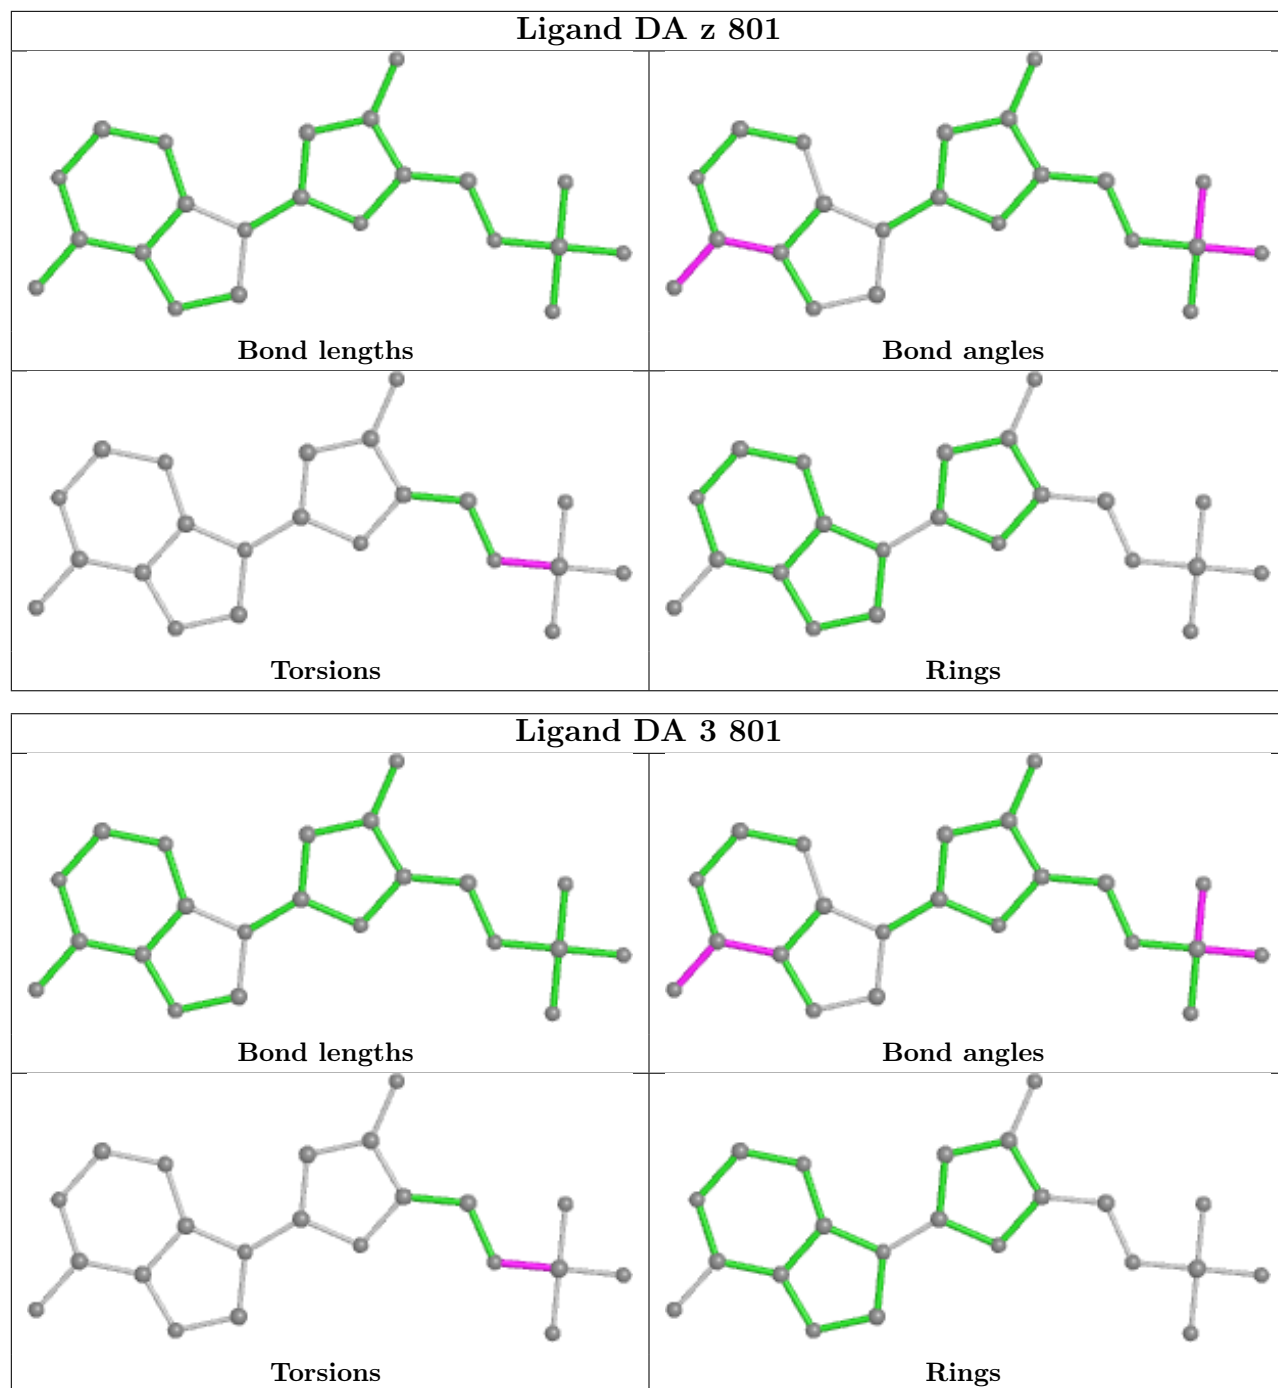 Ligand DA z 801
Bond lengths
Bond angles
Torsions
Rings
Ligand DA 3 801
Bond lengths
Bond angles
Torsions
Rings